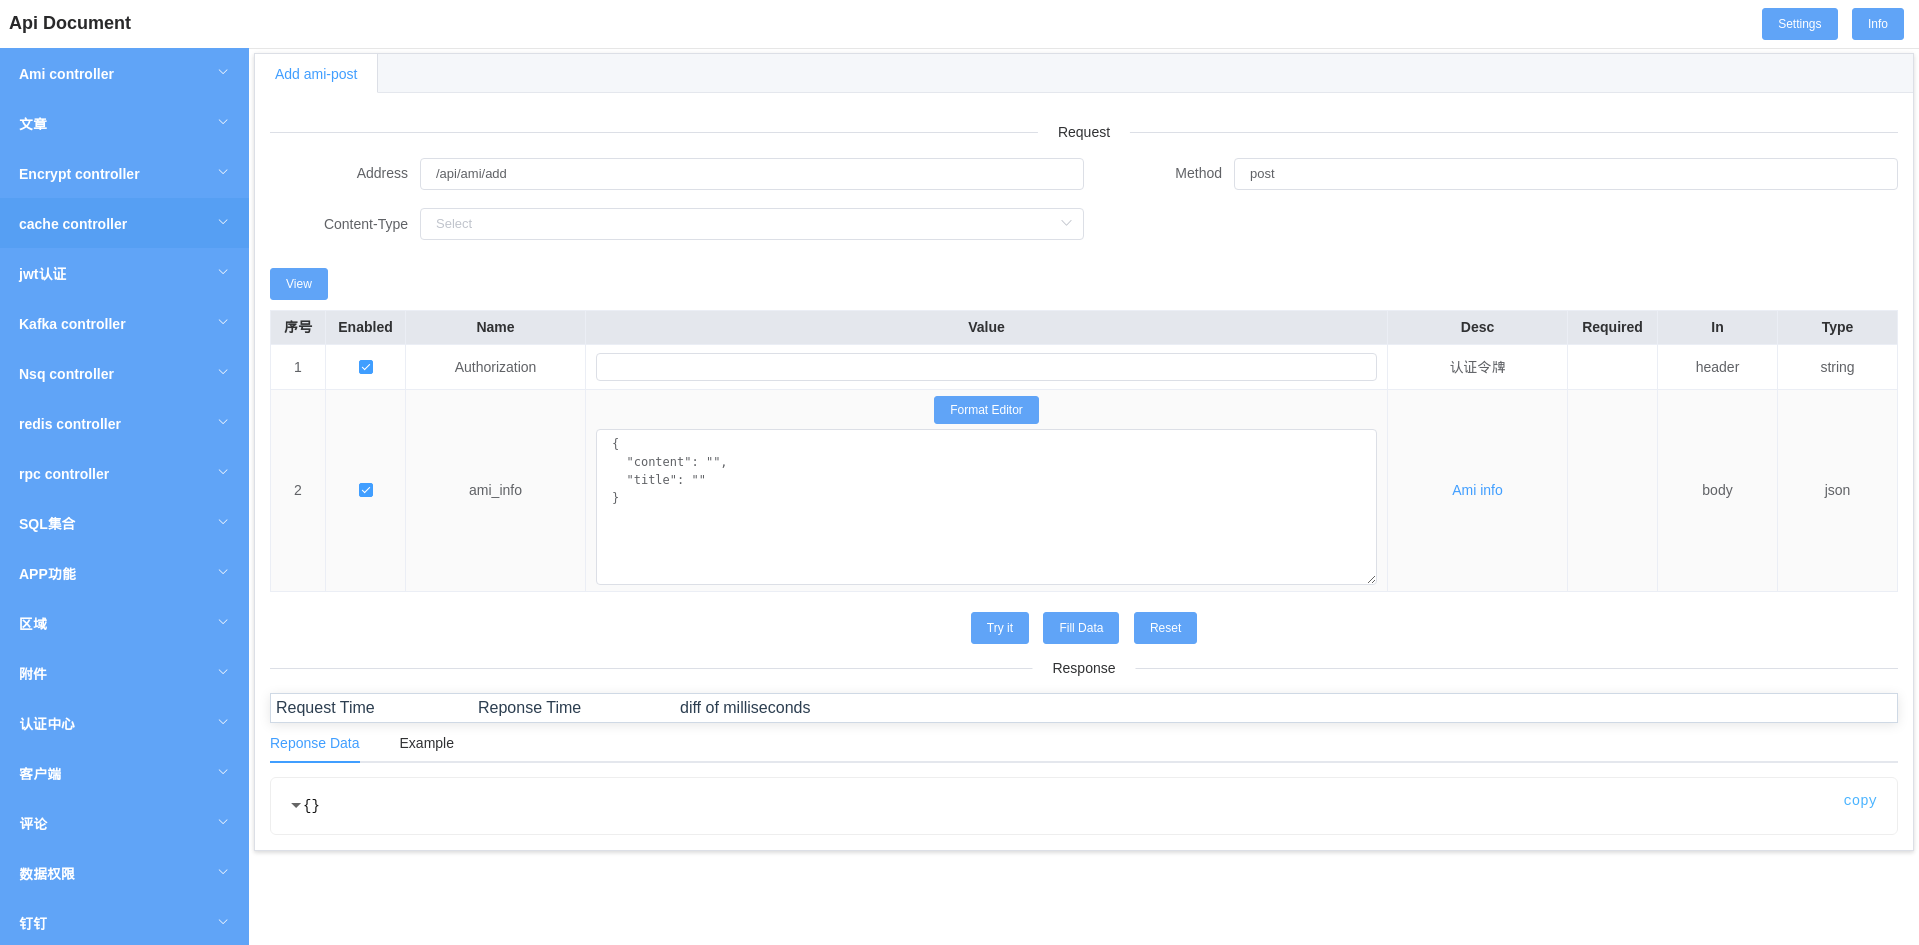 Api Document
Settings
Info
Ami controller
文章
Encrypt controller
cache controller
jwt认证
Kafka controller
Nsq controller
redis controller
rpc controller
SQL集合
APP功能
区域
附件
认证中心
客户端
评论
数据权限
钉钉
Add ami-post
Request
Address
/api/ami/add
Method
post
Content-Type
Select
View
序号 Enabled Name Value Desc Required In Type
1 Authorization 认证令牌 header string
Format Editor
2 ami_info
{
"content": "",
"title": ""
}
Ami info body json
Try it
Fill Data
Reset
Response
Request Time Reponse Time diff of milliseconds
Reponse Data Example
{}
copy